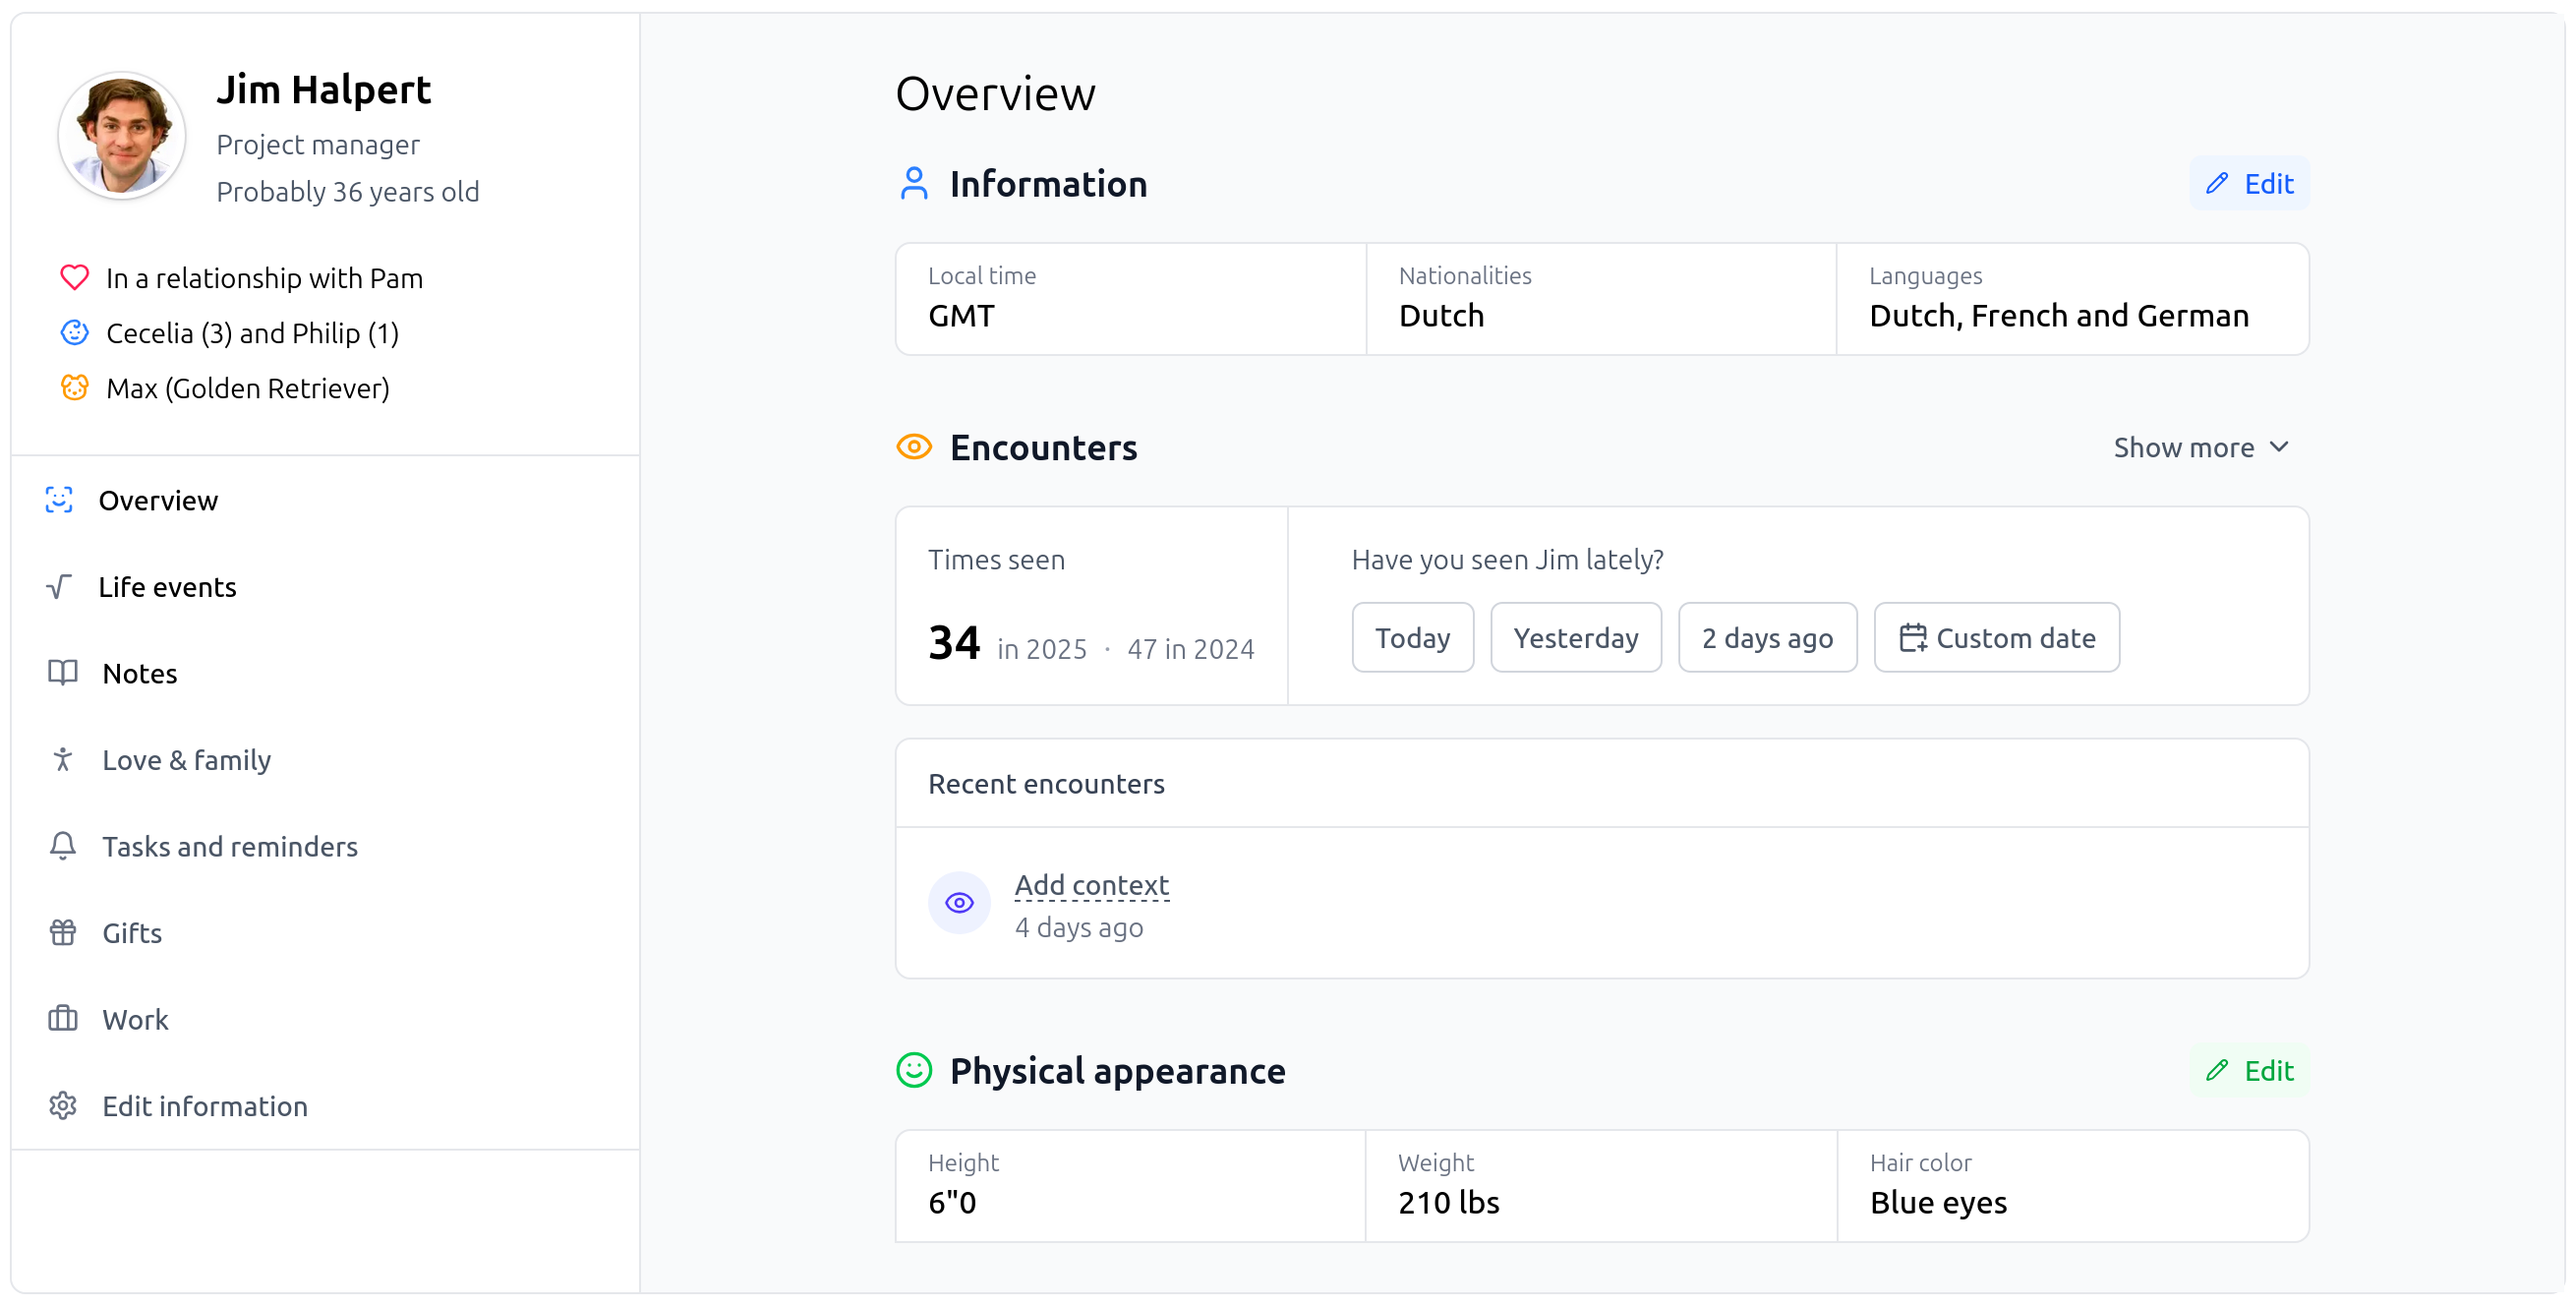 Jim Halpert
Project manager
Probably 36 years old
In a relationship with Pam
Cecelia (3) and Philip (1)
Max (Golden Retriever)
Overview
Life events
Notes
Love & family
Tasks and reminders
Gifts
Work
Edit information
Overview
Information
Edit
Local time
GMT
Nationalities
Dutch
Languages
Dutch, French and German
Encounters
Show more
Times seen
34 in 2025 · 47 in 2024
Have you seen Jim lately?
Today
Yesterday
2 days ago
Custom date
Recent encounters
Add context
4 days ago
Physical appearance
Edit
Height
6"0
Weight
210 lbs
Hair color
Blue eyes